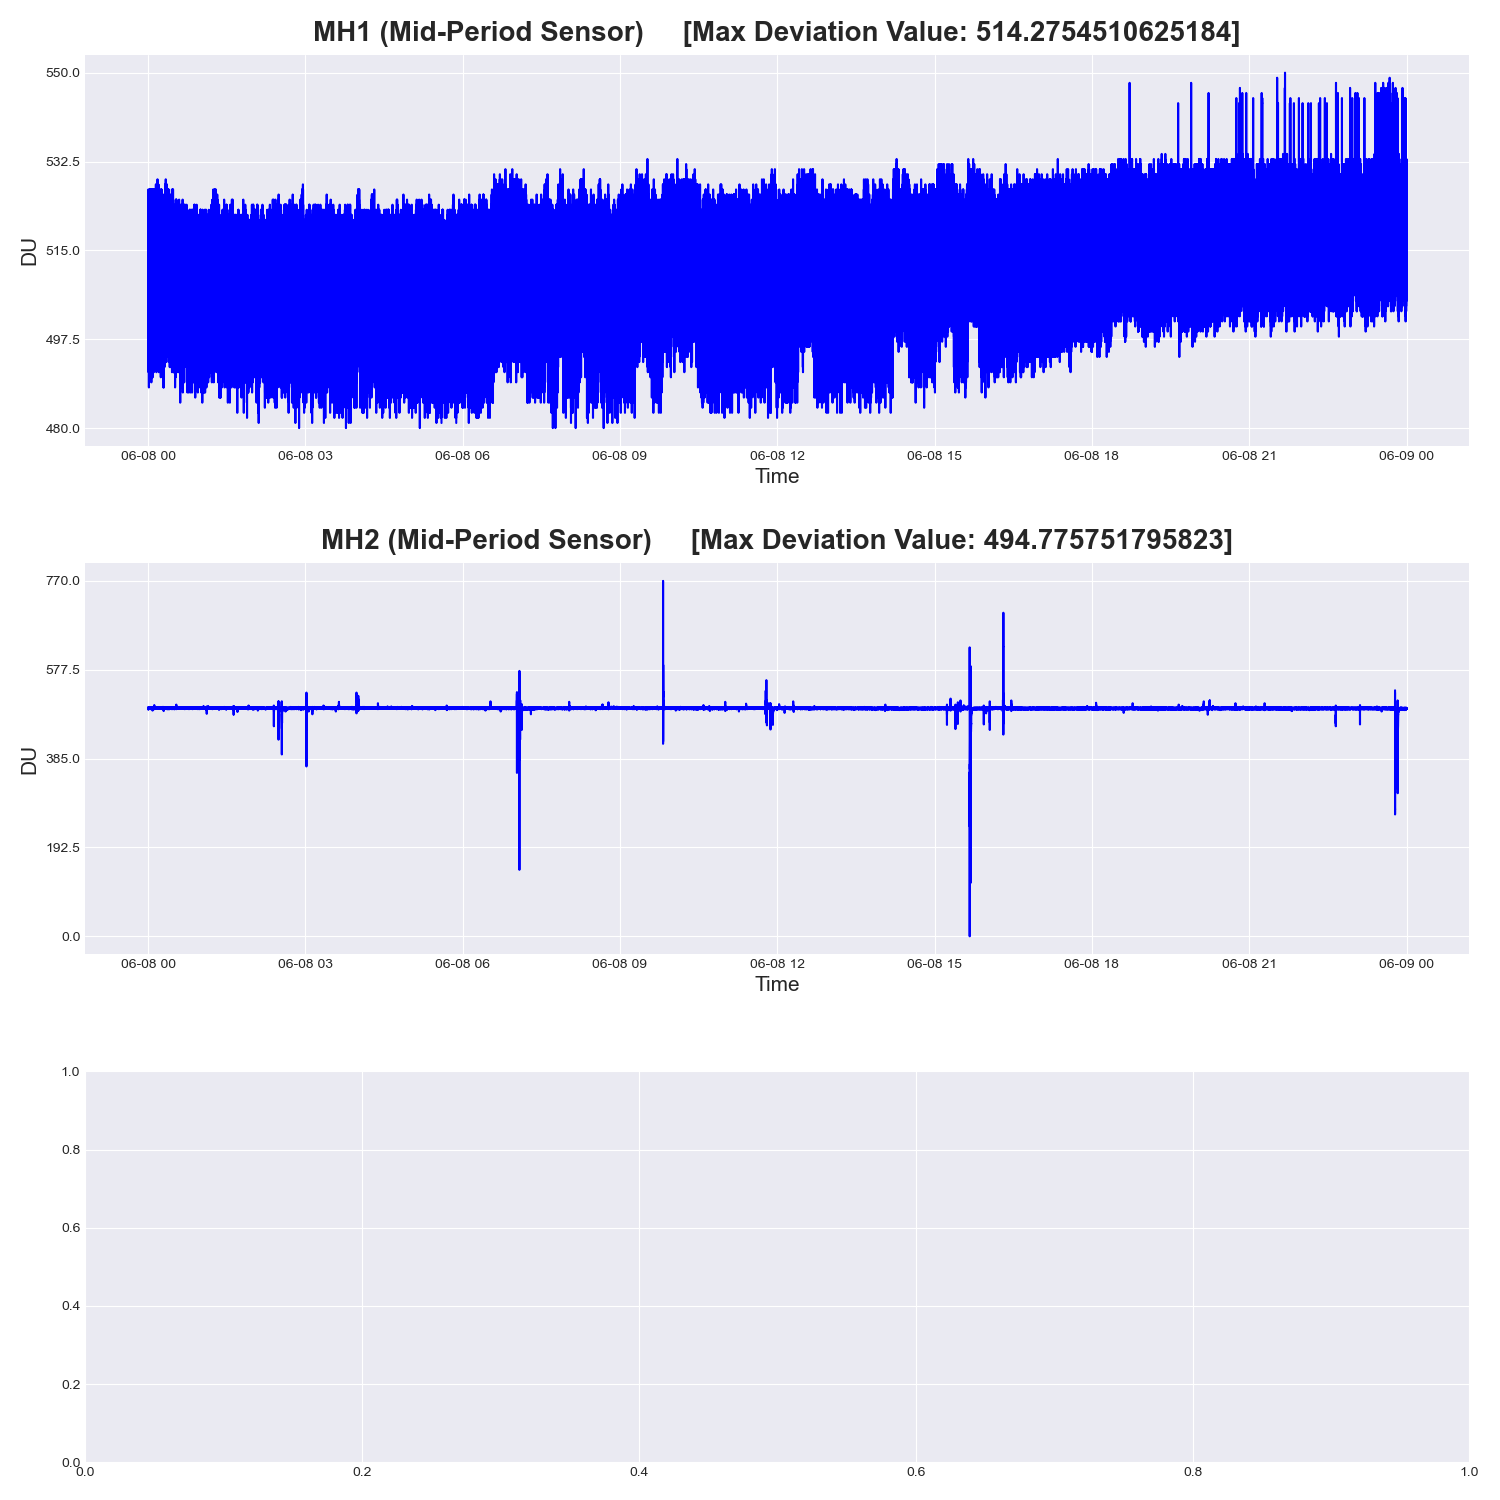 MH1 (Mid-Period Sensor) [Max Deviation Value: 514.2754510625184]
550.0
532.5
515.0
497.5
480.0
DU
06-08 00 06-08 03 06-08 06 06-08 09 06-08 12 06-08 15 06-08 18 06-08 21 06-09 00
Time
MH2 (Mid-Period Sensor) [Max Deviation Value: 494.775751795823]
770.0
577.5
385.0
192.5
0.0
DU
06-08 00 06-08 03 06-08 06 06-08 09 06-08 12 06-08 15 06-08 18 06-08 21 06-09 00
Time
1.0
0.8
0.6
0.4
0.2
0.0
0.0 0.2 0.4 0.6 0.8 1.0